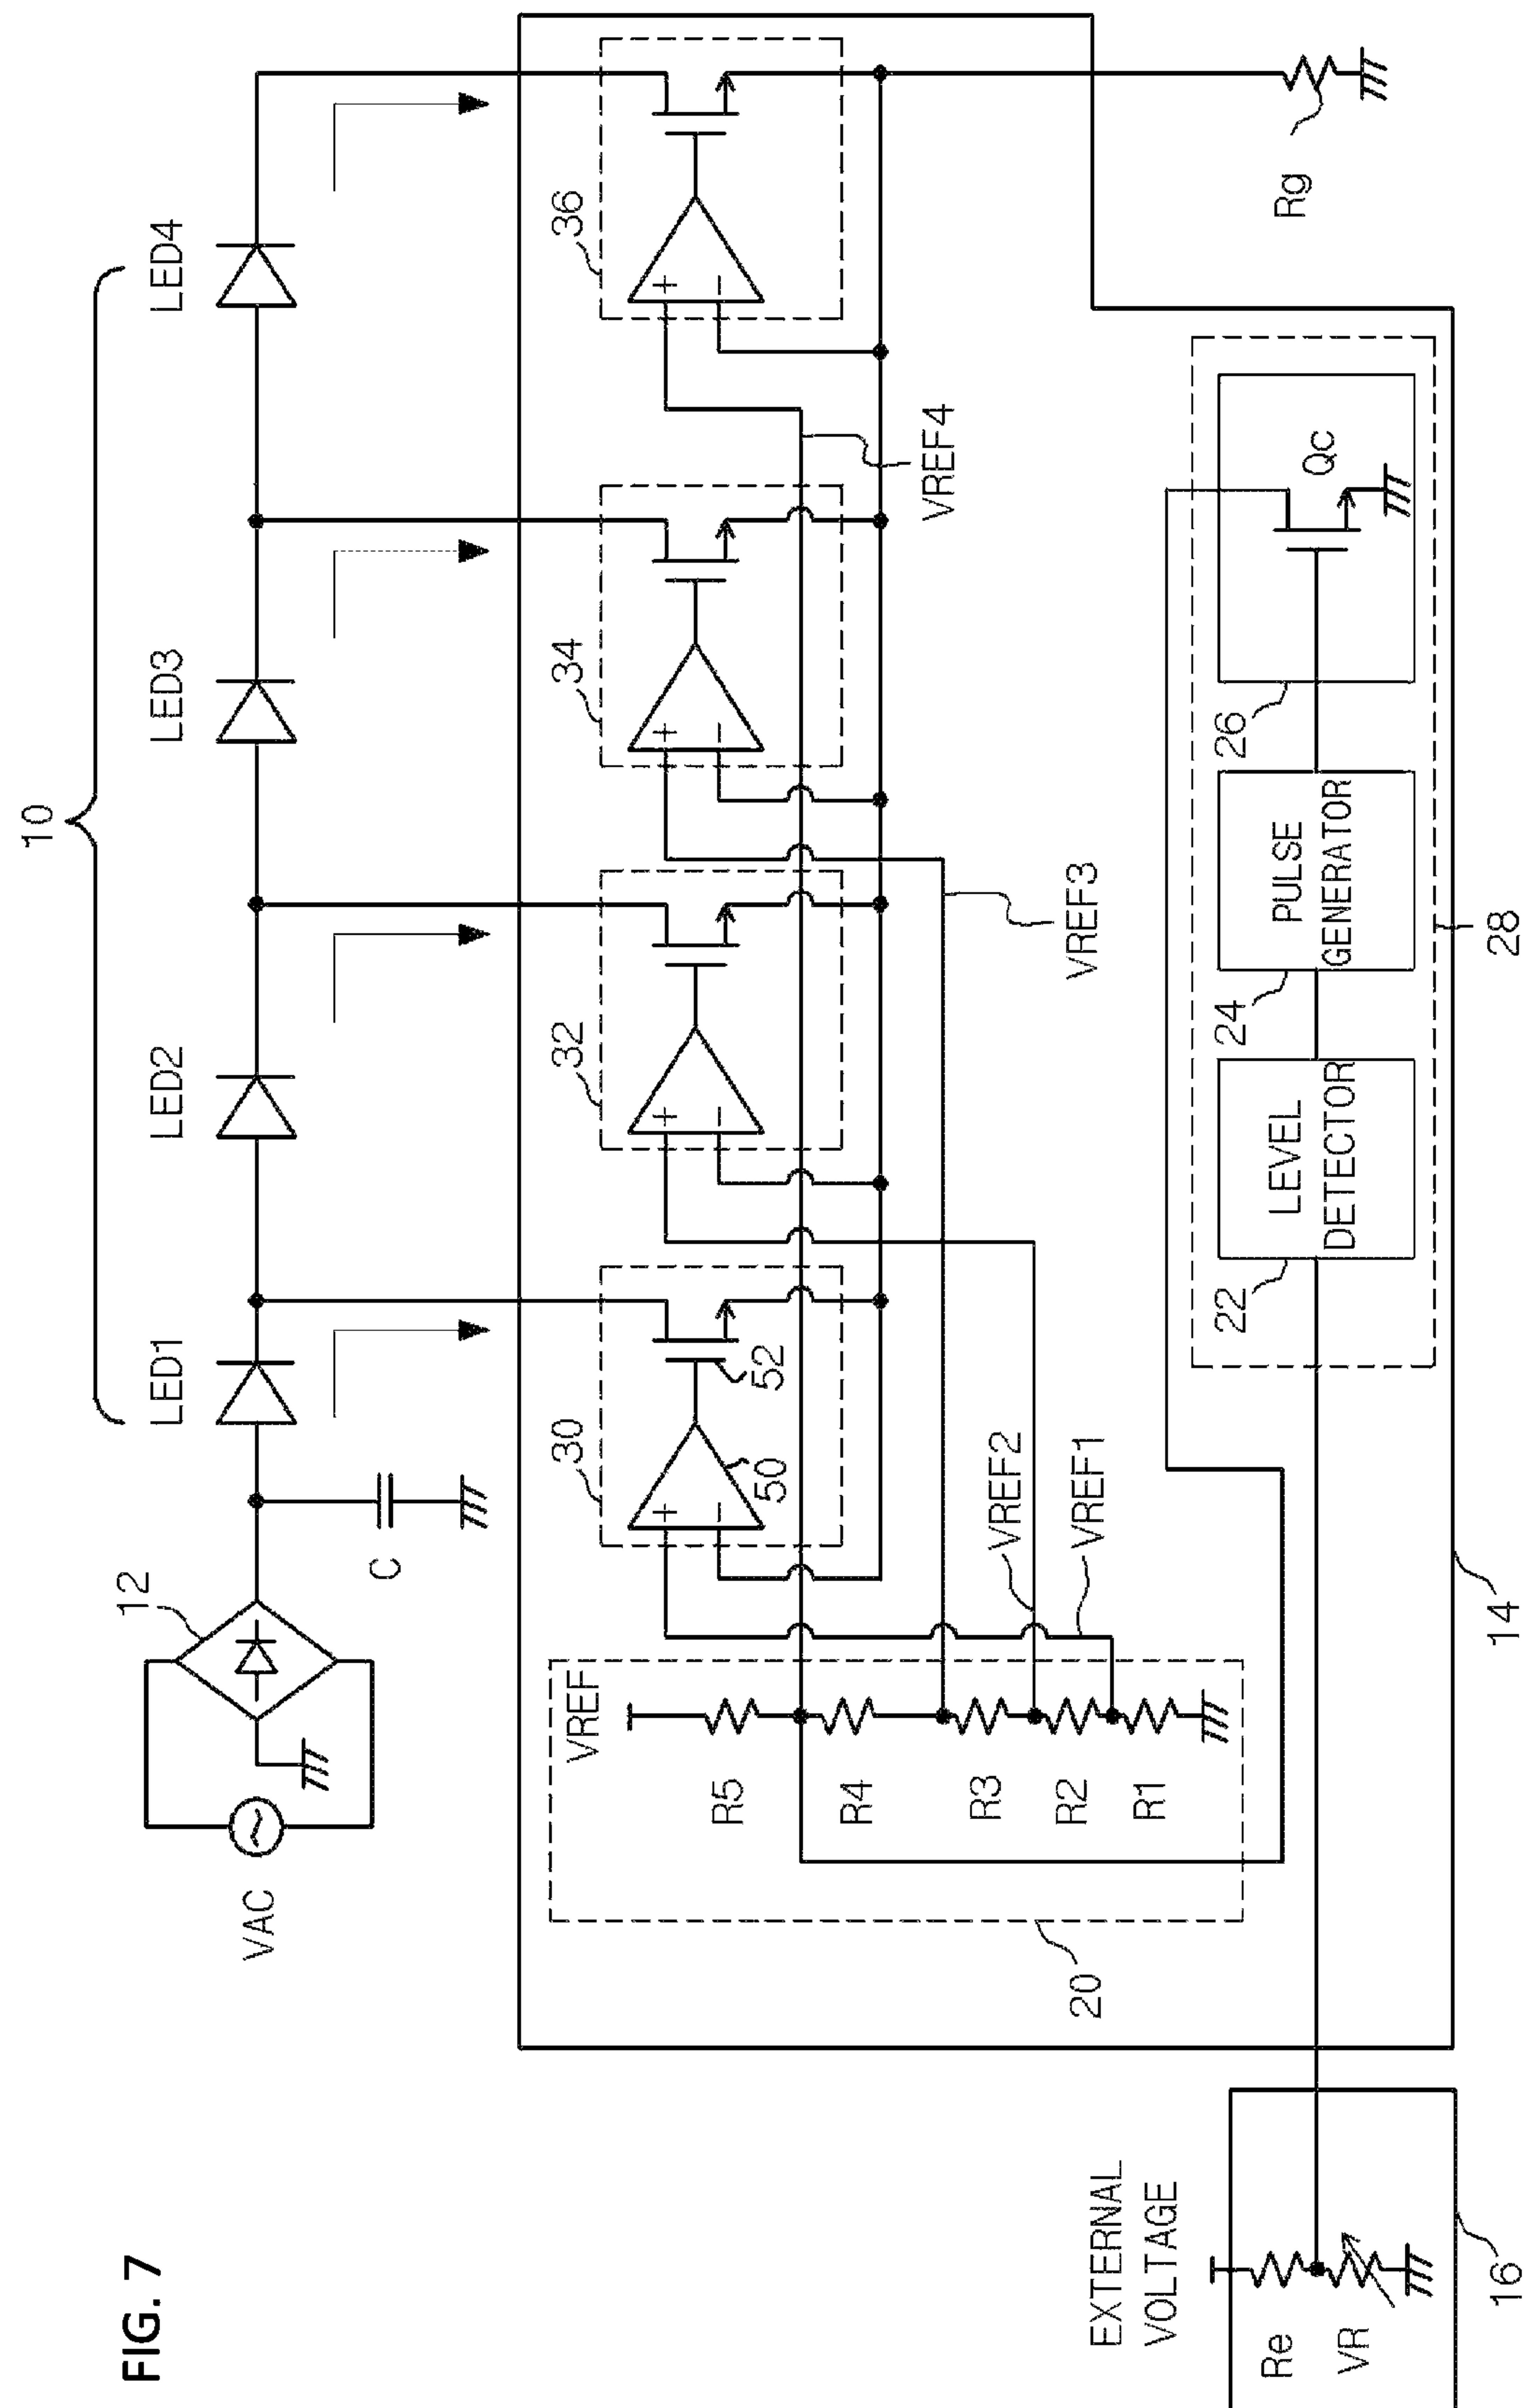 FIG. 7
10
LED1
LED2
LED3
LED4
VAC
12
C
30
32
34
36
+
−
+
−
+
−
+
−
50
52
VREF
R5
R4
R3
R2
R1
20
VREF2
VREF1
VREF3
VREF4
Rg
EXTERNAL
VOLTAGE
Re
VR
16
22
LEVEL
DETECTOR
24
PULSE
GENERATOR
26
Qc
28
14